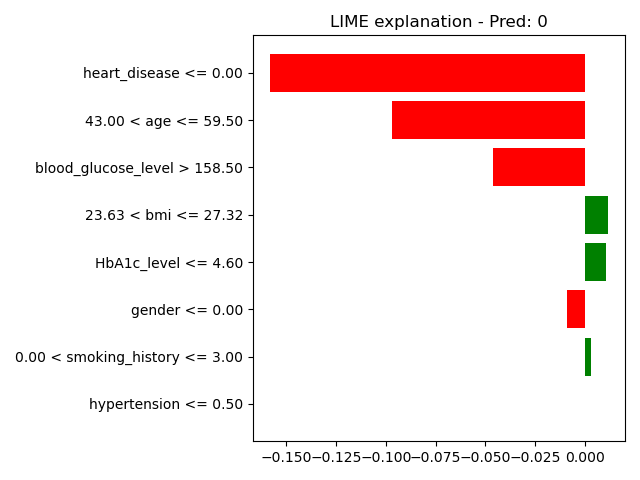 LIME explanation - Pred: 0
heart_disease <= 0.00
43.00 < age <= 59.50
blood_glucose_level > 158.50
23.63 < bmi <= 27.32
HbA1c_level <= 4.60
gender <= 0.00
0.00 < smoking_history <= 3.00
hypertension <= 0.50
−0.150 −0.125 −0.100 −0.075 −0.050 −0.025 0.000